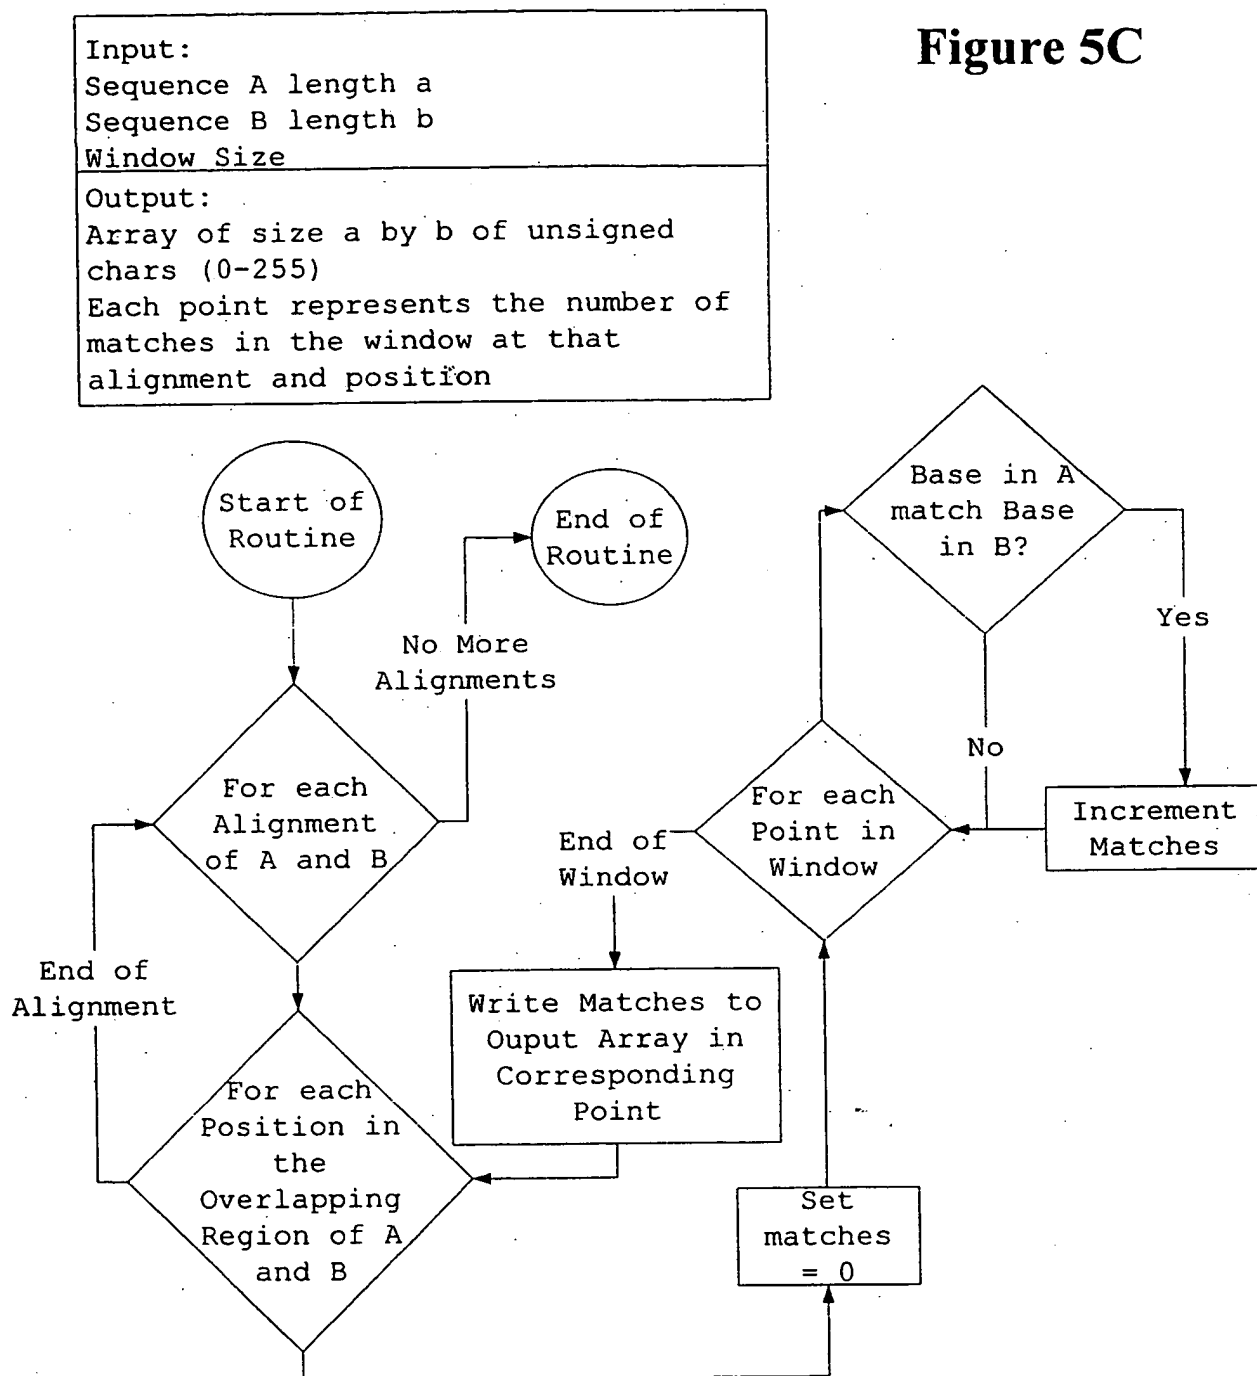 Figure 5C
Input:
Sequence A length a
Sequence B length b
Window Size
Output:
Array of size a by b of unsigned
chars (0-255)
Each point represents the number of
matches in the window at that
alignment and position
Start of
Routine
End of
Routine
No More
Alignments
For each
Alignment
of A and B
End of
Alignment
For each
Position in
the
Overlapping
Region of A
and B
Base in A
match Base
in B?
Yes
No
Increment
Matches
For each
Point in
Window
End of
Window
Write Matches to
Ouput Array in
Corresponding
Point
Set
matches
= 0